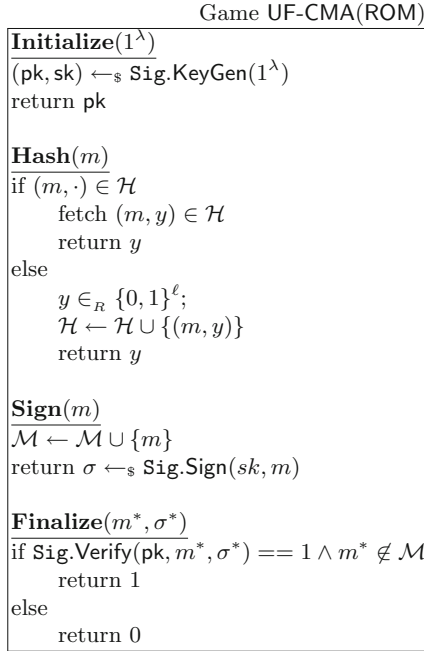 Game UF-CMA(ROM)
Initialize(1^λ)
(pk, sk) ←$ Sig.KeyGen(1^λ)
return pk
Hash(m)
if (m, ·) ∈ ℋ
fetch (m, y) ∈ ℋ
return y
else
y ∈_R {0, 1}^ℓ;
ℋ ← ℋ ∪ {(m, y)}
return y
Sign(m)
ℳ ← ℳ ∪ {m}
return σ ←$ Sig.Sign(sk, m)
Finalize(m*, σ*)
if Sig.Verify(pk, m*, σ*) == 1 ∧ m* ∉ ℳ
return 1
else
return 0